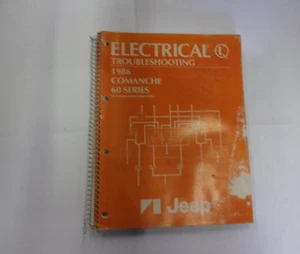 ELECTRICAL
TROUBLESHOOTING
1986
COMANCHE
60 SERIES
Jeep